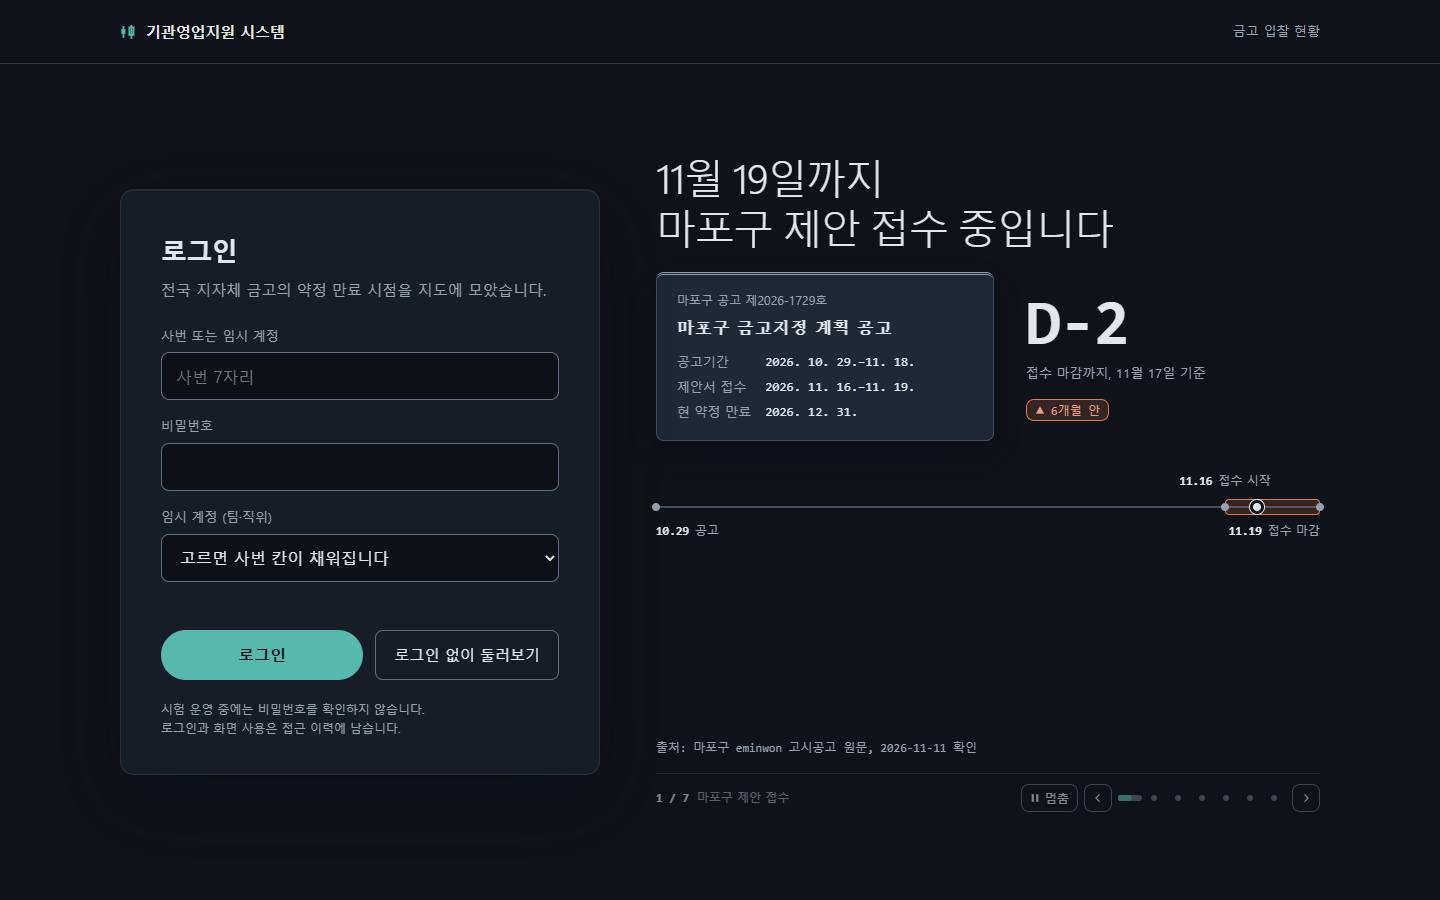 기관영업지원 시스템
금고 입찰 현황
로그인
전국 지자체 금고의 약정 만료 시점을 지도에 모았습니다.
사번 또는 임시 계정
사번 7자리
비밀번호
임시 계정 (팀·직위)
고르면 사번 칸이 채워집니다
로그인
로그인 없이 둘러보기
시험 운영 중에는 비밀번호를 확인하지 않습니다.
로그인과 화면 사용은 접근 이력에 남습니다.
11월 19일까지
마포구 제안 접수 중입니다
마포구 공고 제2026-1729호
마포구 금고지정 계획 공고
공고기간 2026. 10. 29.–11. 18.
제안서 접수 2026. 11. 16.–11. 19.
현 약정 만료 2026. 12. 31.
D-2
접수 마감까지, 11월 17일 기준
▲ 6개월 안
11.16 접수 시작
10.29 공고
11.19 접수 마감
출처: 마포구 eminwon 고시공고 원문, 2026-11-11 확인
1 / 7 마포구 제안 접수
멈춤